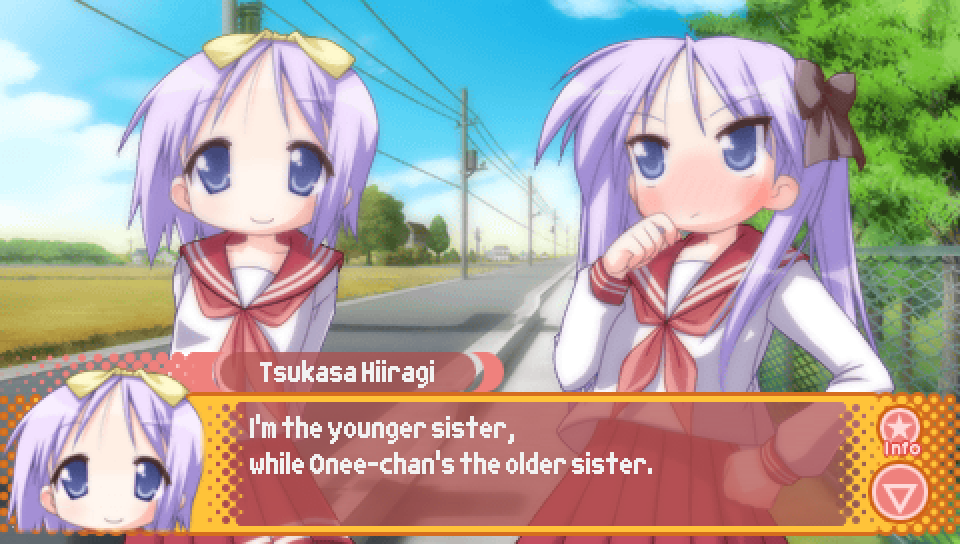 Tsukasa Hiiragi
I'm the younger sister,
while Onee-chan's the older sister.
Info